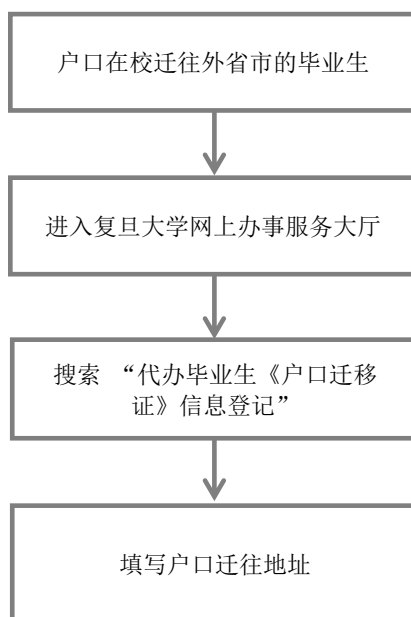 户口在校迁往外省市的毕业生
进入复旦大学网上办事服务大厅
搜索 “代办毕业生《户口迁移
证》信息登记”
填写户口迁往地址